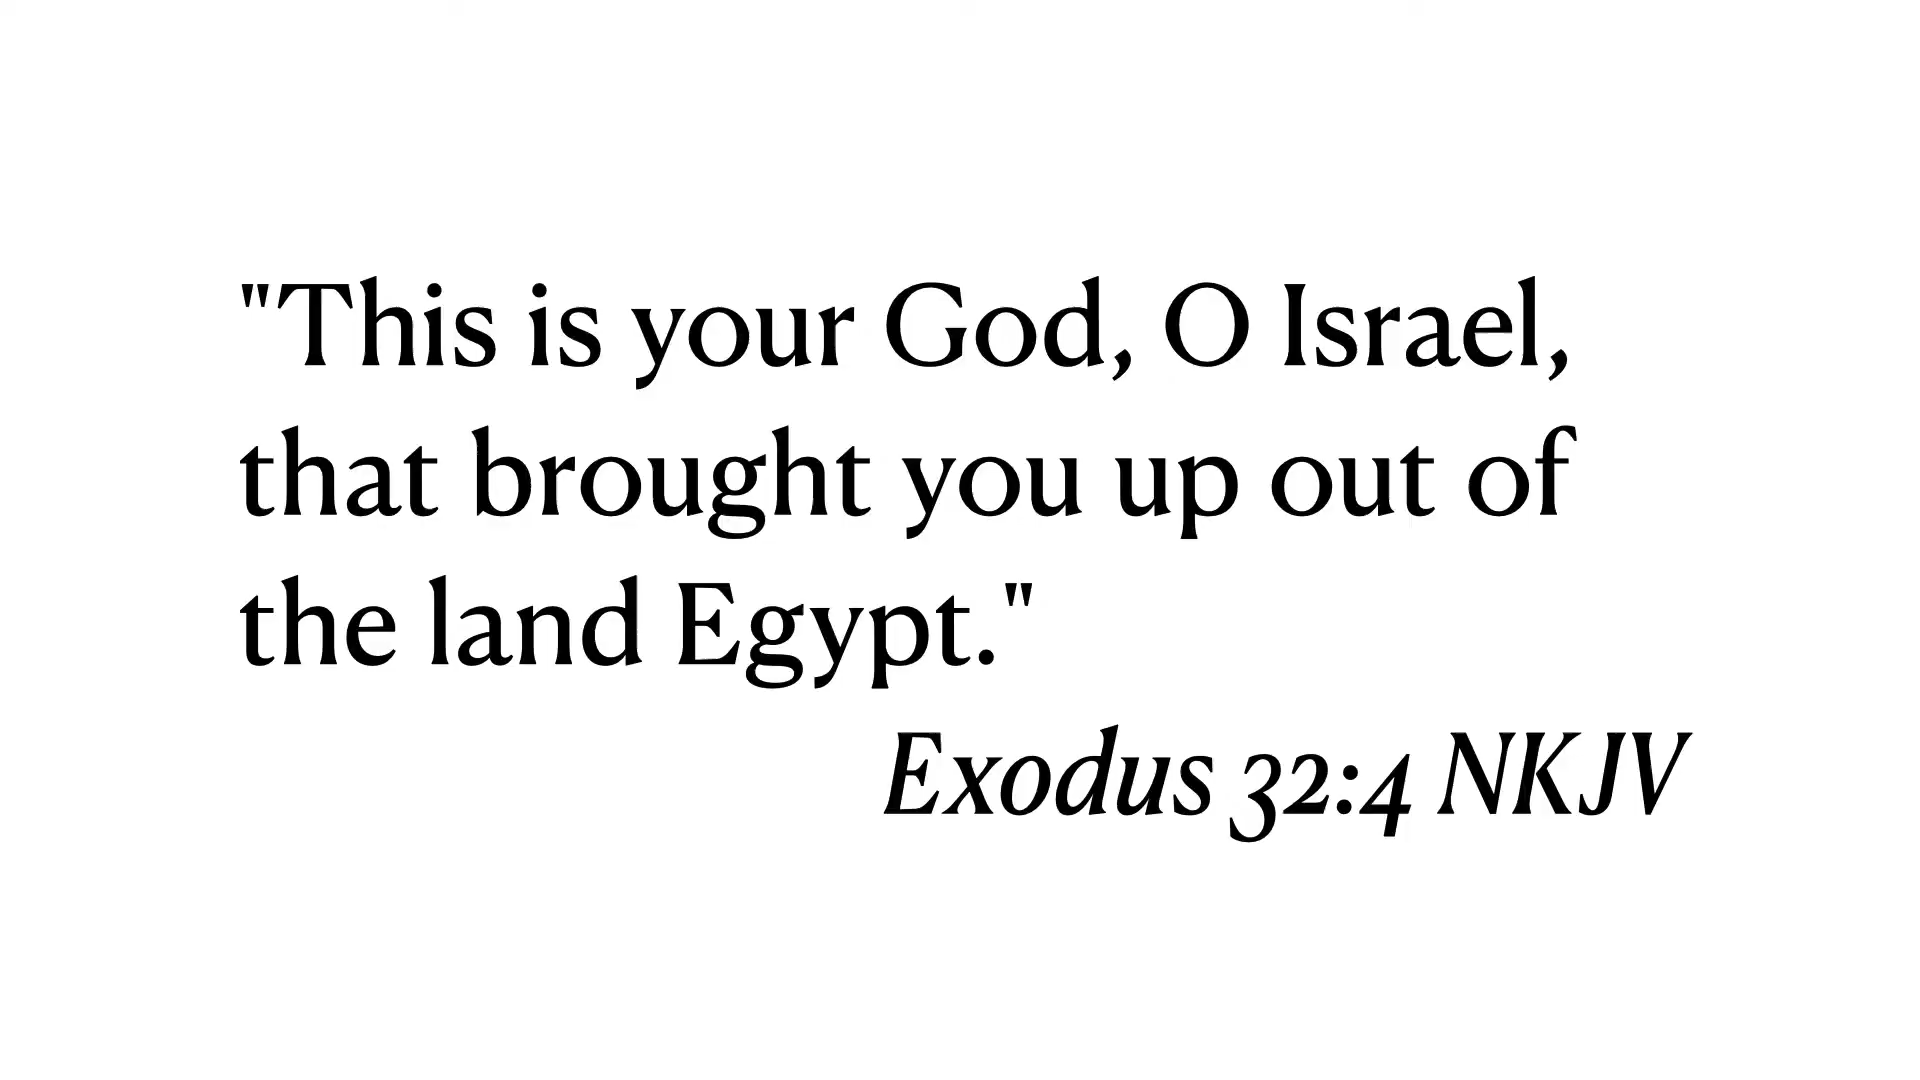 "This is your God, O Israel,
that brought you up out of
the land Egypt."
Exodus 32:4 NKJV